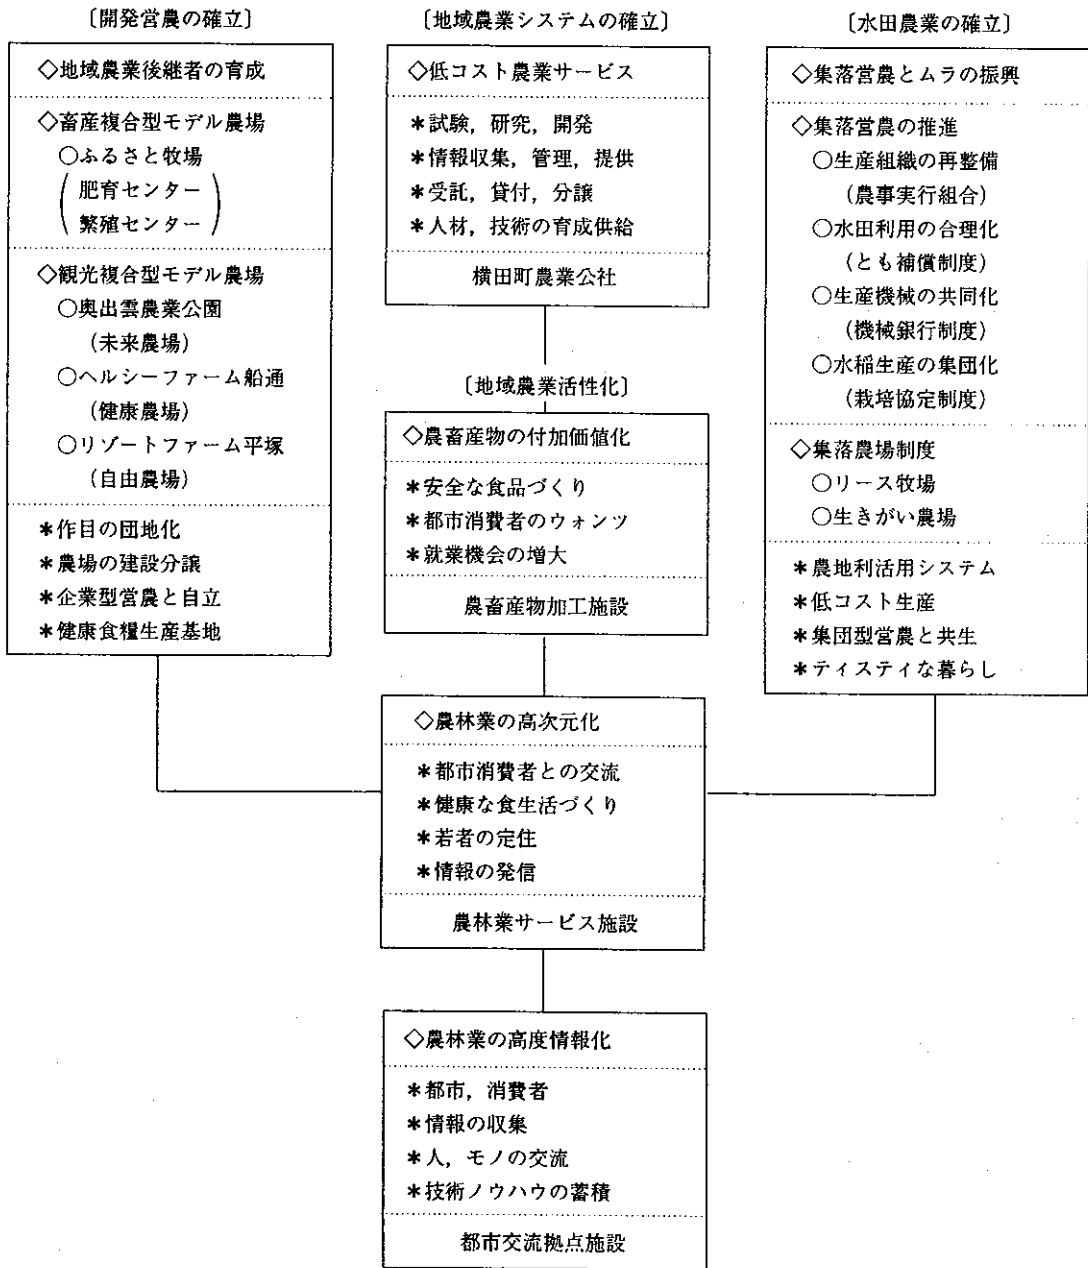 〔開発営農の確立〕
◇地域農業後継者の育成
◇畜産複合型モデル農場
○ふるさと牧場
(肥育センター
繁殖センター)
◇観光複合型モデル農場
○奥出雲農業公園
(未来農場)
○ヘルシーファーム船通
(健康農場)
○リゾートファーム平塚
(自由農場)
*作目の団地化
*農場の建設分譲
*企業型営農と自立
*健康食糧生産基地
〔地域農業システムの確立〕
◇低コスト農業サービス
*試験,研究,開発
*情報収集,管理,提供
*受託,貸付,分譲
*人材,技術の育成供給
横田町農業公社
〔地域農業活性化〕
◇農畜産物の付加価値化
*安全な食品づくり
*都市消費者のウォンツ
*就業機会の増大
農畜産物加工施設
〔水田農業の確立〕
◇集落営農とムラの振興
◇集落営農の推進
○生産組織の再整備
(農事実行組合)
○水田利用の合理化
(とも補償制度)
○生産機械の共同化
(機械銀行制度)
○水稲生産の集団化
(栽培協定制度)
◇集落農場制度
○リース牧場
○生きがい農場
*農地利活用システム
*低コスト生産
*集団型営農と共生
*ティスティな暮らし
◇農林業の高次元化
*都市消費者との交流
*健康な食生活づくり
*若者の定住
*情報の発信
農林業サービス施設
◇農林業の高度情報化
*都市,消費者
*情報の収集
*人,モノの交流
*技術ノウハウの蓄積
都市交流拠点施設